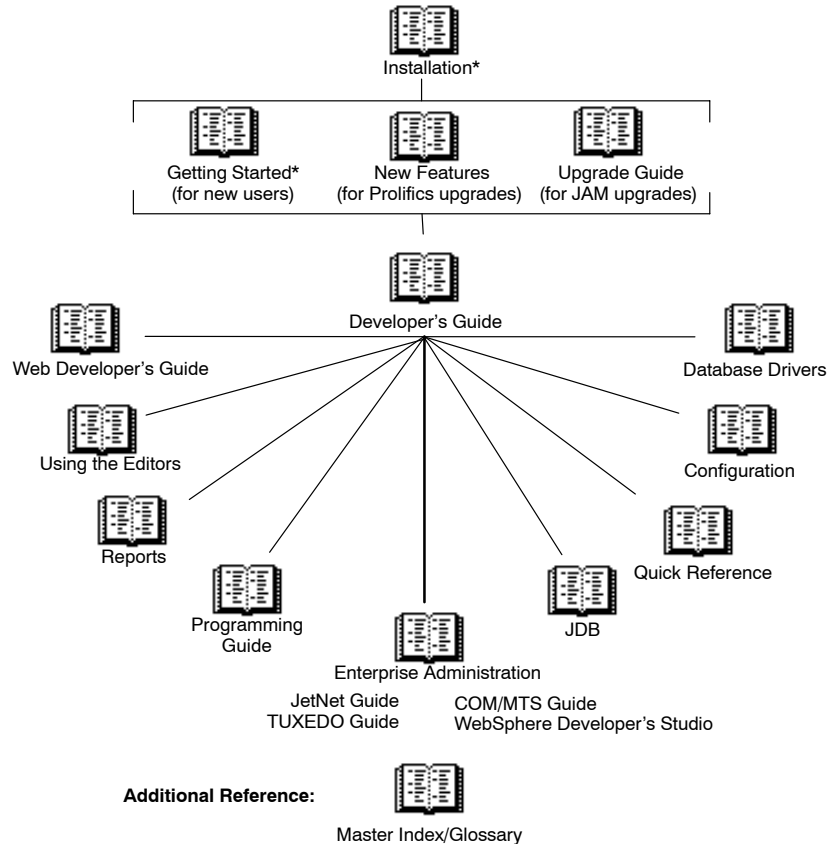 Installation*
Getting Started*
(for new users)
New Features
(for Prolifics upgrades)
Upgrade Guide
(for JAM upgrades)
Developer's Guide
Web Developer's Guide
Database Drivers
Using the Editors
Configuration
Reports
Quick Reference
Programming
Guide
JDB
Enterprise Administration
JetNet Guide
TUXEDO Guide
COM/MTS Guide
WebSphere Developer's Studio
Additional Reference:
Master Index/Glossary